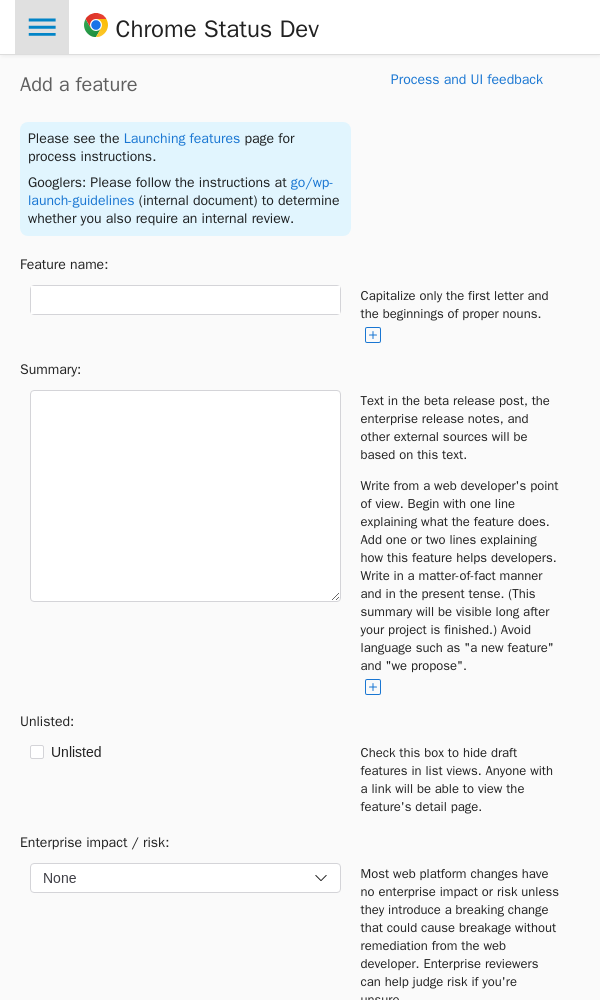 Chrome Status Dev
Add a feature
Process and UI feedback
Please see the Launching features page for
process instructions.
Googlers: Please follow the instructions at go/wp-
launch-guidelines (internal document) to determine
whether you also require an internal review.
Feature name:
Capitalize only the first letter and
the beginnings of proper nouns.
Summary:
Text in the beta release post, the
enterprise release notes, and
other external sources will be
based on this text.
Write from a web developer's point
of view. Begin with one line
explaining what the feature does.
Add one or two lines explaining
how this feature helps developers.
Write in a matter-of-fact manner
and in the present tense. (This
summary will be visible long after
your project is finished.) Avoid
language such as "a new feature"
and "we propose".
Unlisted:
Unlisted
Check this box to hide draft
features in list views. Anyone with
a link will be able to view the
feature's detail page.
Enterprise impact / risk:
None
Most web platform changes have
no enterprise impact or risk unless
they introduce a breaking change
that could cause breakage without
remediation from the web
developer. Enterprise reviewers
can help judge risk if you're
unsure.